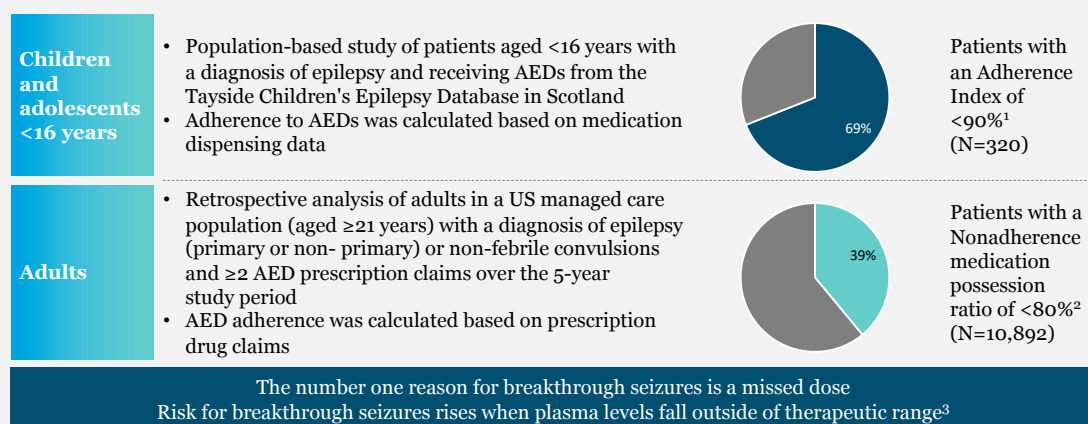 Children
and
adolescents
<16 years
• Population-based study of patients aged <16 years with
a diagnosis of epilepsy and receiving AEDs from the
Tayside Children's Epilepsy Database in Scotland
• Adherence to AEDs was calculated based on medication
dispensing data
69%
Patients with
an Adherence
Index of
<90%¹
(N=320)
Adults
• Retrospective analysis of adults in a US managed care
population (aged ≥21 years) with a diagnosis of epilepsy
(primary or non- primary) or non-febrile convulsions
and ≥2 AED prescription claims over the 5-year
study period
• AED adherence was calculated based on prescription
drug claims
39%
Patients with a
Nonadherence
medication
possession
ratio of <80%²
(N=10,892)
The number one reason for breakthrough seizures is a missed dose
Risk for breakthrough seizures rises when plasma levels fall outside of therapeutic range³